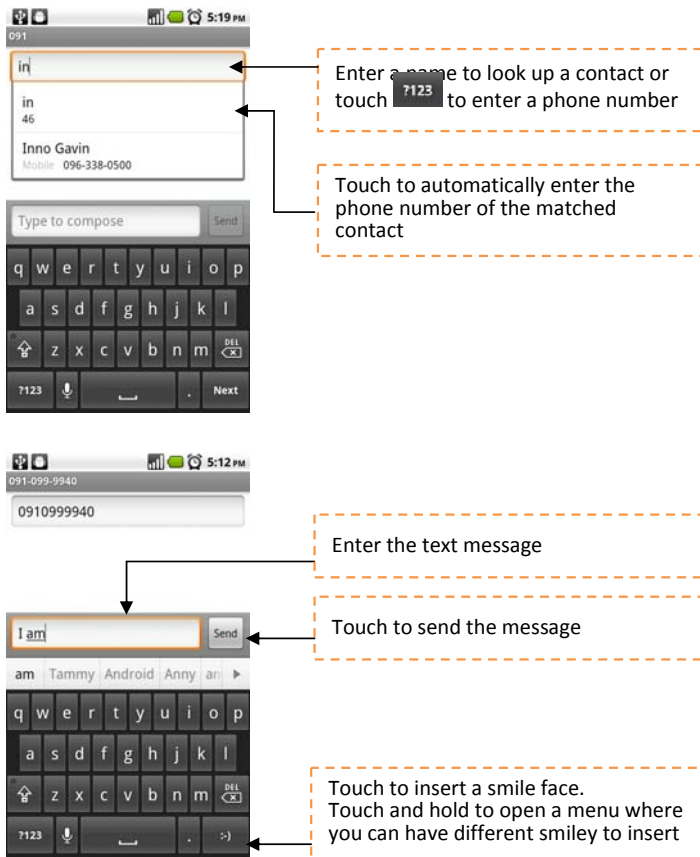 5:19 PM
091
in
in
46
Inno Gavin
Mobile 096-338-0500
Type to compose Send
q w e r t y u i o p
a s d f g h j k l
z x c v b n m DEL
?123 . Next
Enter a name to look up a contact or
touch ?123 to enter a phone number
Touch to automatically enter the
phone number of the matched
contact
5:12 PM
091-099-9940
0910999940
I am Send
am Tammy Android Anny an
q w e r t y u i o p
a s d f g h j k l
z x c v b n m DEL
?123 . :-)
Enter the text message
Touch to send the message
Touch to insert a smile face.
Touch and hold to open a menu where
you can have different smiley to insert